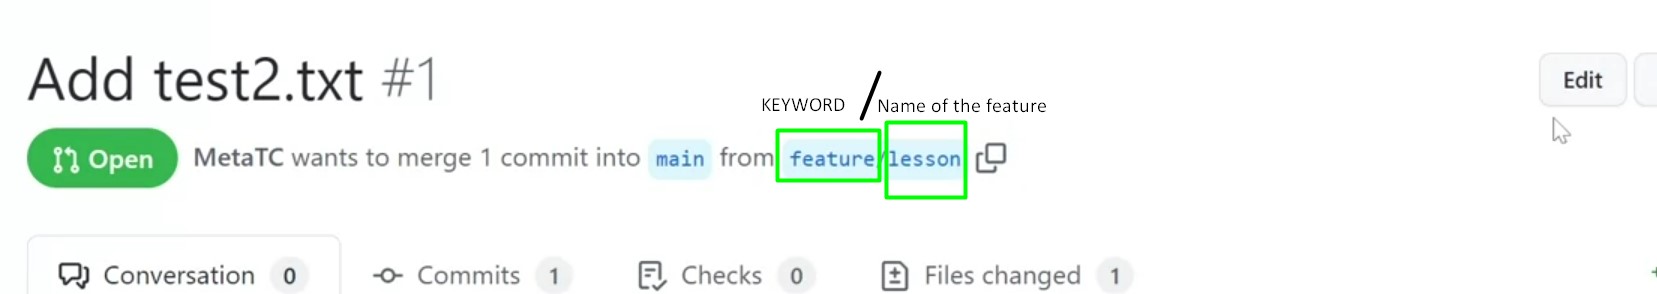 Add test2.txt #1
Edit
KEYWORD / Name of the feature
Open MetaTC wants to merge 1 commit into main from feature/lesson
Conversation 0 Commits 1 Checks 0 Files changed 1